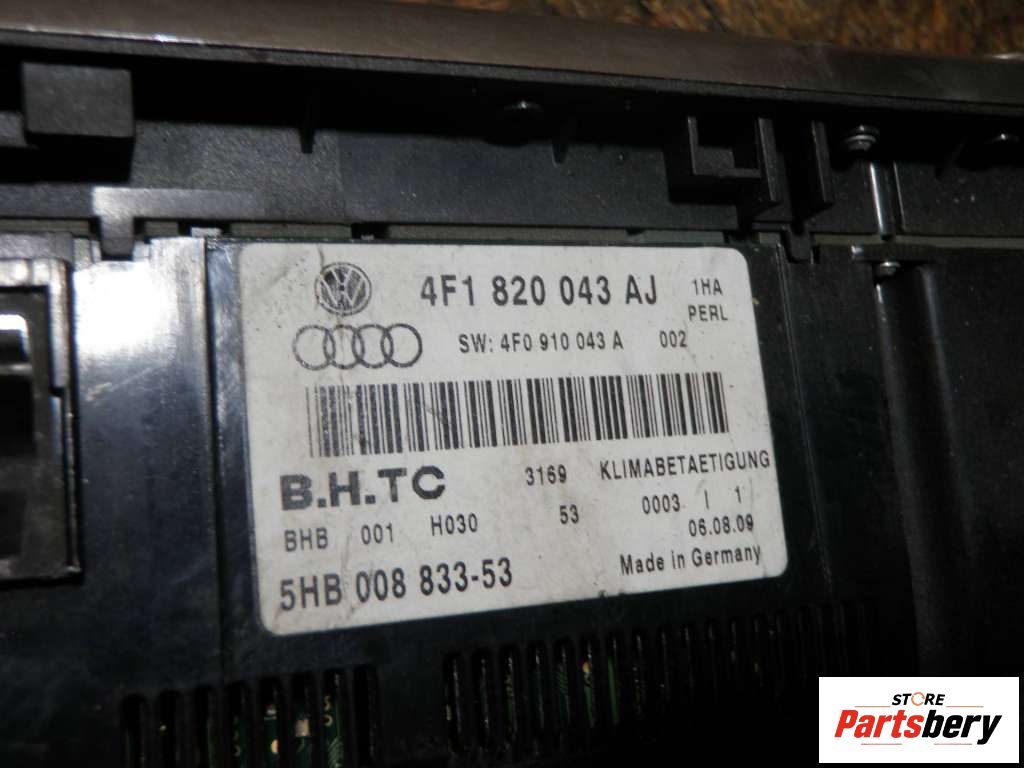 4F1 820 043 AJ 1HA
PERL
SW: 4F0 910 043 A 002
B.H.TC 3169 KLIMABETAETIGUNG
BHB 001 H030 53 0003 | 1
06.08.09
5HB 008 833-53 Made in Germany
STORE
Partsbery